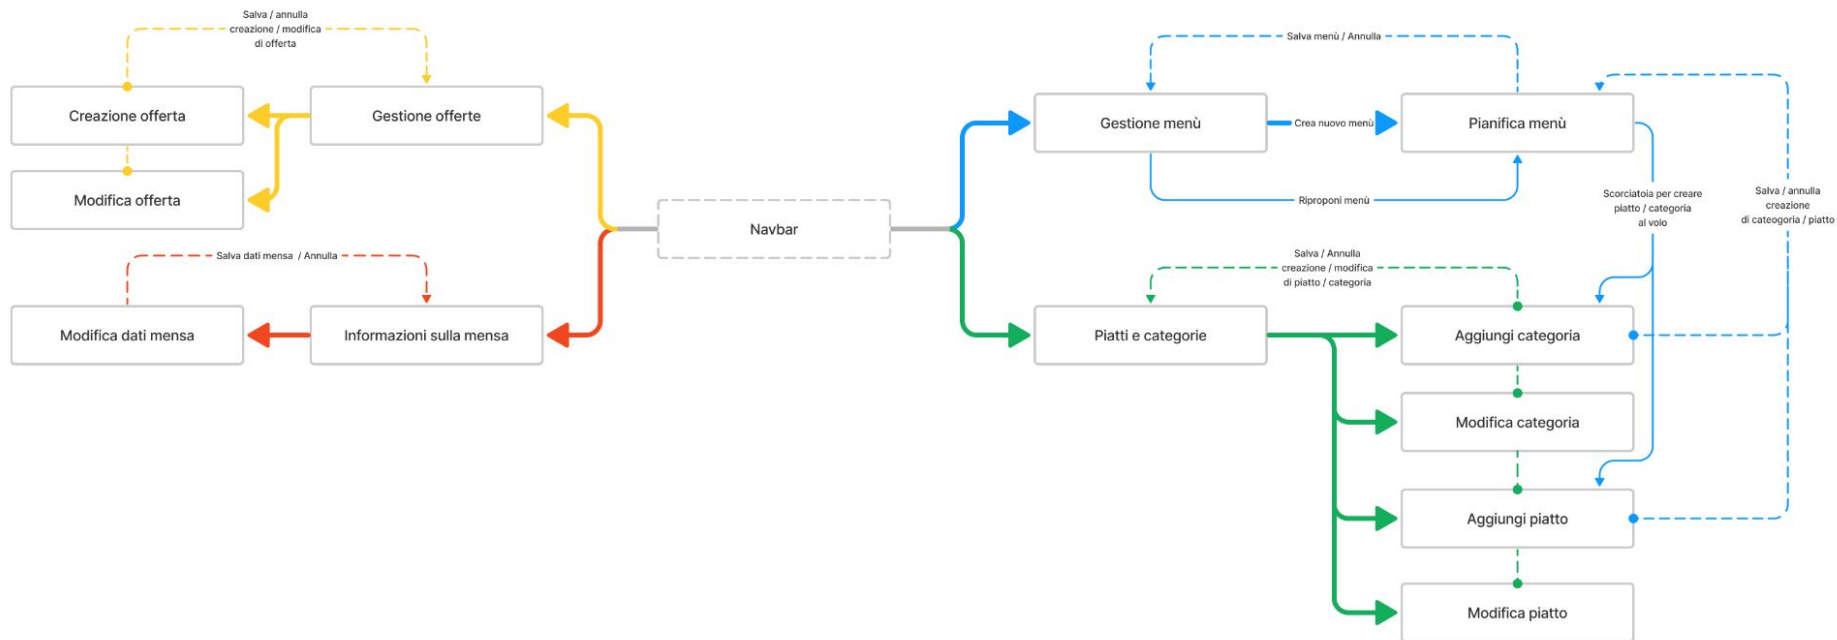 Salva / annulla
creazione / modifica
di offerta
Creazione offerta
Gestione offerte
Modifica offerta
Salva dati mensa / Annulla
Modifica dati mensa
Informazioni sulla mensa
Navbar
Salva menù / Annulla
Gestione menù
Crea nuovo menù
Pianifica menù
Riproponi menù
Scorciatoia per creare
piatto / categoria
al volo
Salva / annulla
creazione
di cateogoria / piatto
Salva / Annulla
creazione / modifica
di piatto / categoria
Piatti e categorie
Aggiungi categoria
Modifica categoria
Aggiungi piatto
Modifica piatto